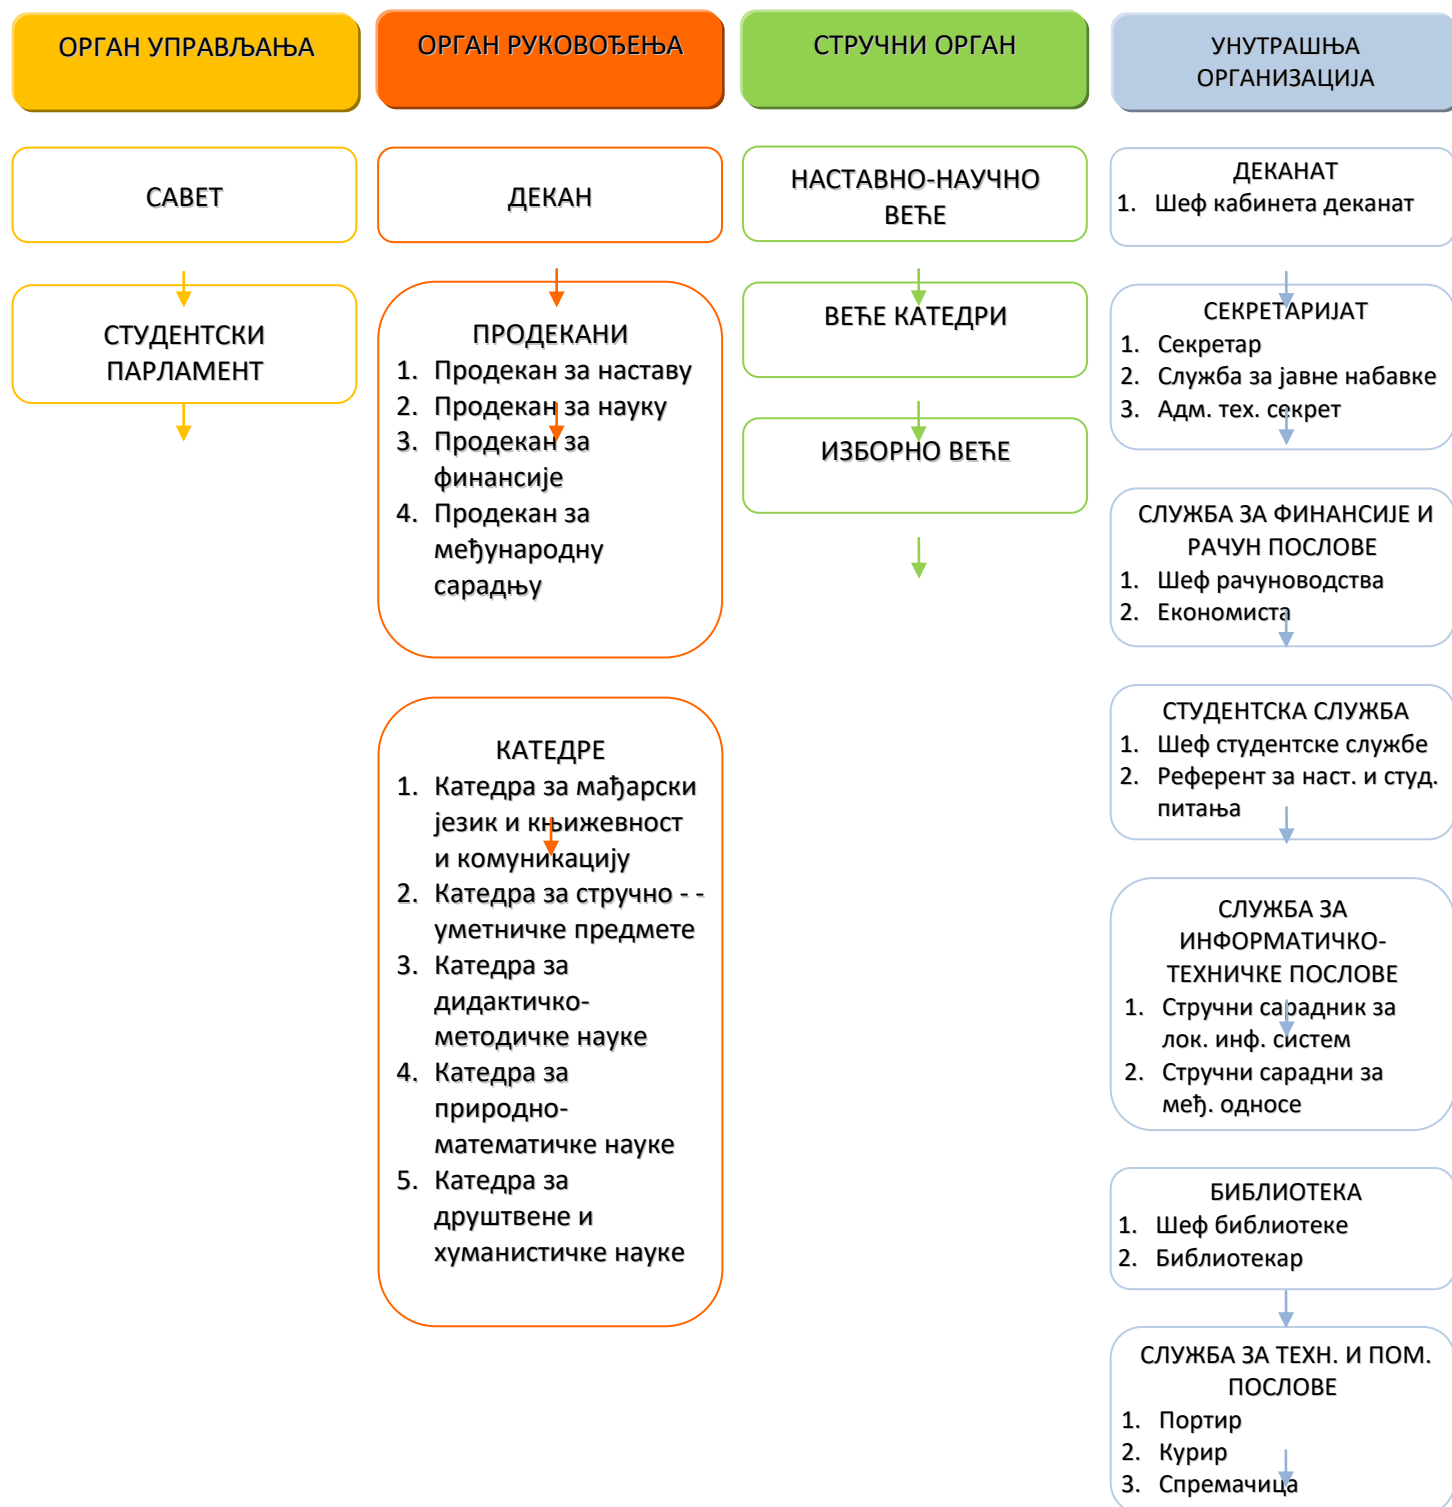 ОРГАН УПРАВЉАЊА
САВЕТ
СТУДЕНТСКИ
ПАРЛАМЕНТ
ОРГАН РУКОВОЂЕЊА
ДЕКАН
ПРОДЕКАНИ
1. Продекан за наставу
2. Продекан за науку
3. Продекан за
финансије
4. Продекан за
међународну
сарадњу
КАТЕДРЕ
1. Катедра за мађарски
језик и књижевност
и комуникацију
2. Катедра за стручно - -
уметничке предмете
3. Катедра за
дидактичко-
методичке науке
4. Катедра за
природно-
математичке науке
5. Катедра за
друштвене и
хуманистичке науке
СТРУЧНИ ОРГАН
НАСТАВНО-НАУЧНО
ВЕЋЕ
ВЕЋЕ КАТЕДРИ
ИЗБОРНО ВЕЋЕ
УНУТРАШЊА
ОРГАНИЗАЦИЈА
ДЕКАНАТ
1. Шеф кабинета деканат
СЕКРЕТАРИЈАТ
1. Секретар
2. Служба за јавне набавке
3. Адм. тех. секрет
СЛУЖБА ЗА ФИНАНСИЈЕ И
РАЧУН ПОСЛОВЕ
1. Шеф рачуноводства
2. Економиста
СТУДЕНТСКА СЛУЖБА
1. Шеф студентске службе
2. Референт за наст. и студ.
питања
СЛУЖБА ЗА
ИНФОРМАТИЧКО-
ТЕХНИЧКЕ ПОСЛОВЕ
1. Стручни сарадник за
лок. инф. систем
2. Стручни сарадни за
међ. односе
БИБЛИОТЕКА
1. Шеф библиотеке
2. Библиотекар
СЛУЖБА ЗА ТЕХН. И ПОМ.
ПОСЛОВЕ
1. Портир
2. Курир
3. Спремачица